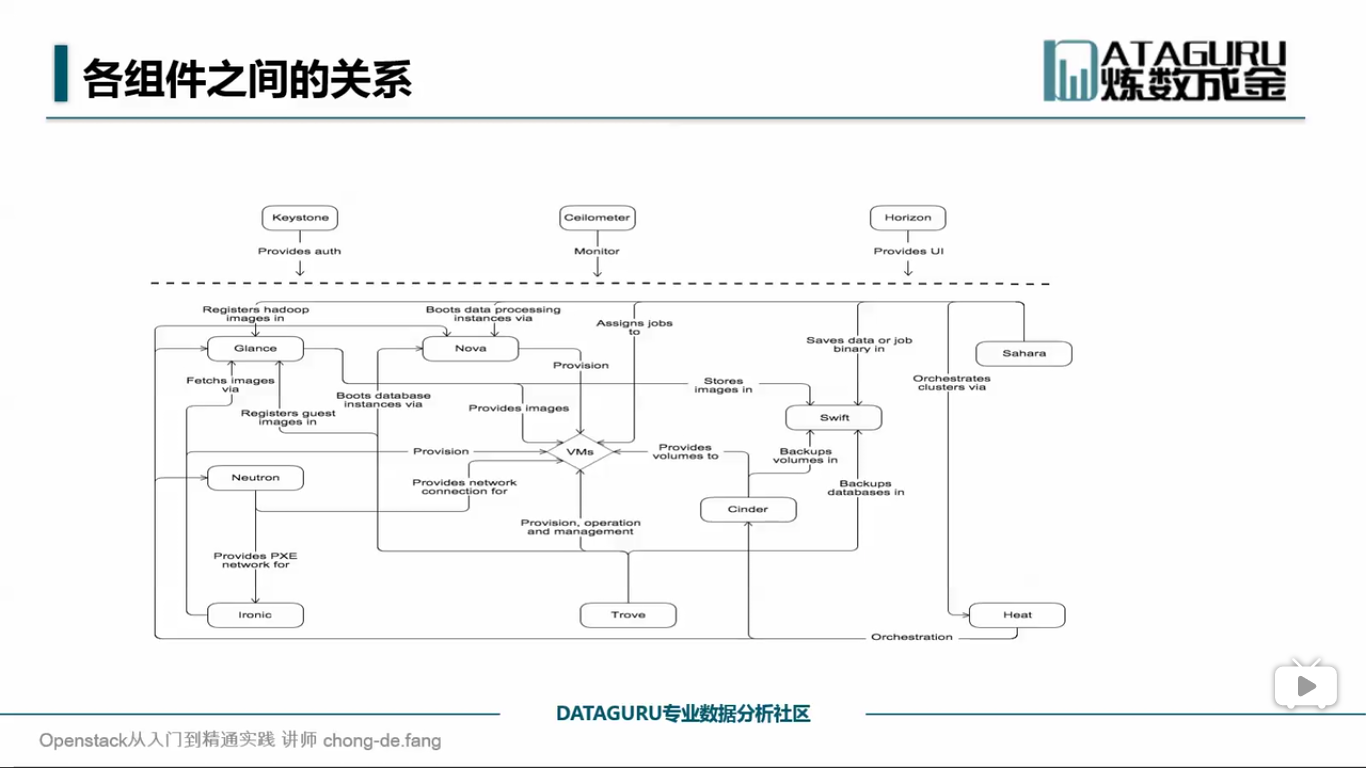 各组件之间的关系
DATAGURU
炼数成金
Keystone
Ceilometer
Horizon
Provides auth
Monitor
Provides UI
Registers hadoop
images in
Boots data processing
instances via
Assigns jobs
to
Saves data or job
binary in
Glance
Nova
Sahara
Provision
Fetchs images
via
Boots database
instances via
Stores
images in
Orchestrates
clusters via
Registers guest
images in
Provides images
Swift
Provision
VMs
Provides
volumes to
Backups
volumes in
Neutron
Provides network
connection for
Backups
databases in
Cinder
Provision, operation
and management
Provides PXE
network for
Ironic
Trove
Heat
Orchestration
DATAGURU专业数据分析社区
Openstack从入门到精通实践 讲师 chong-de.fang